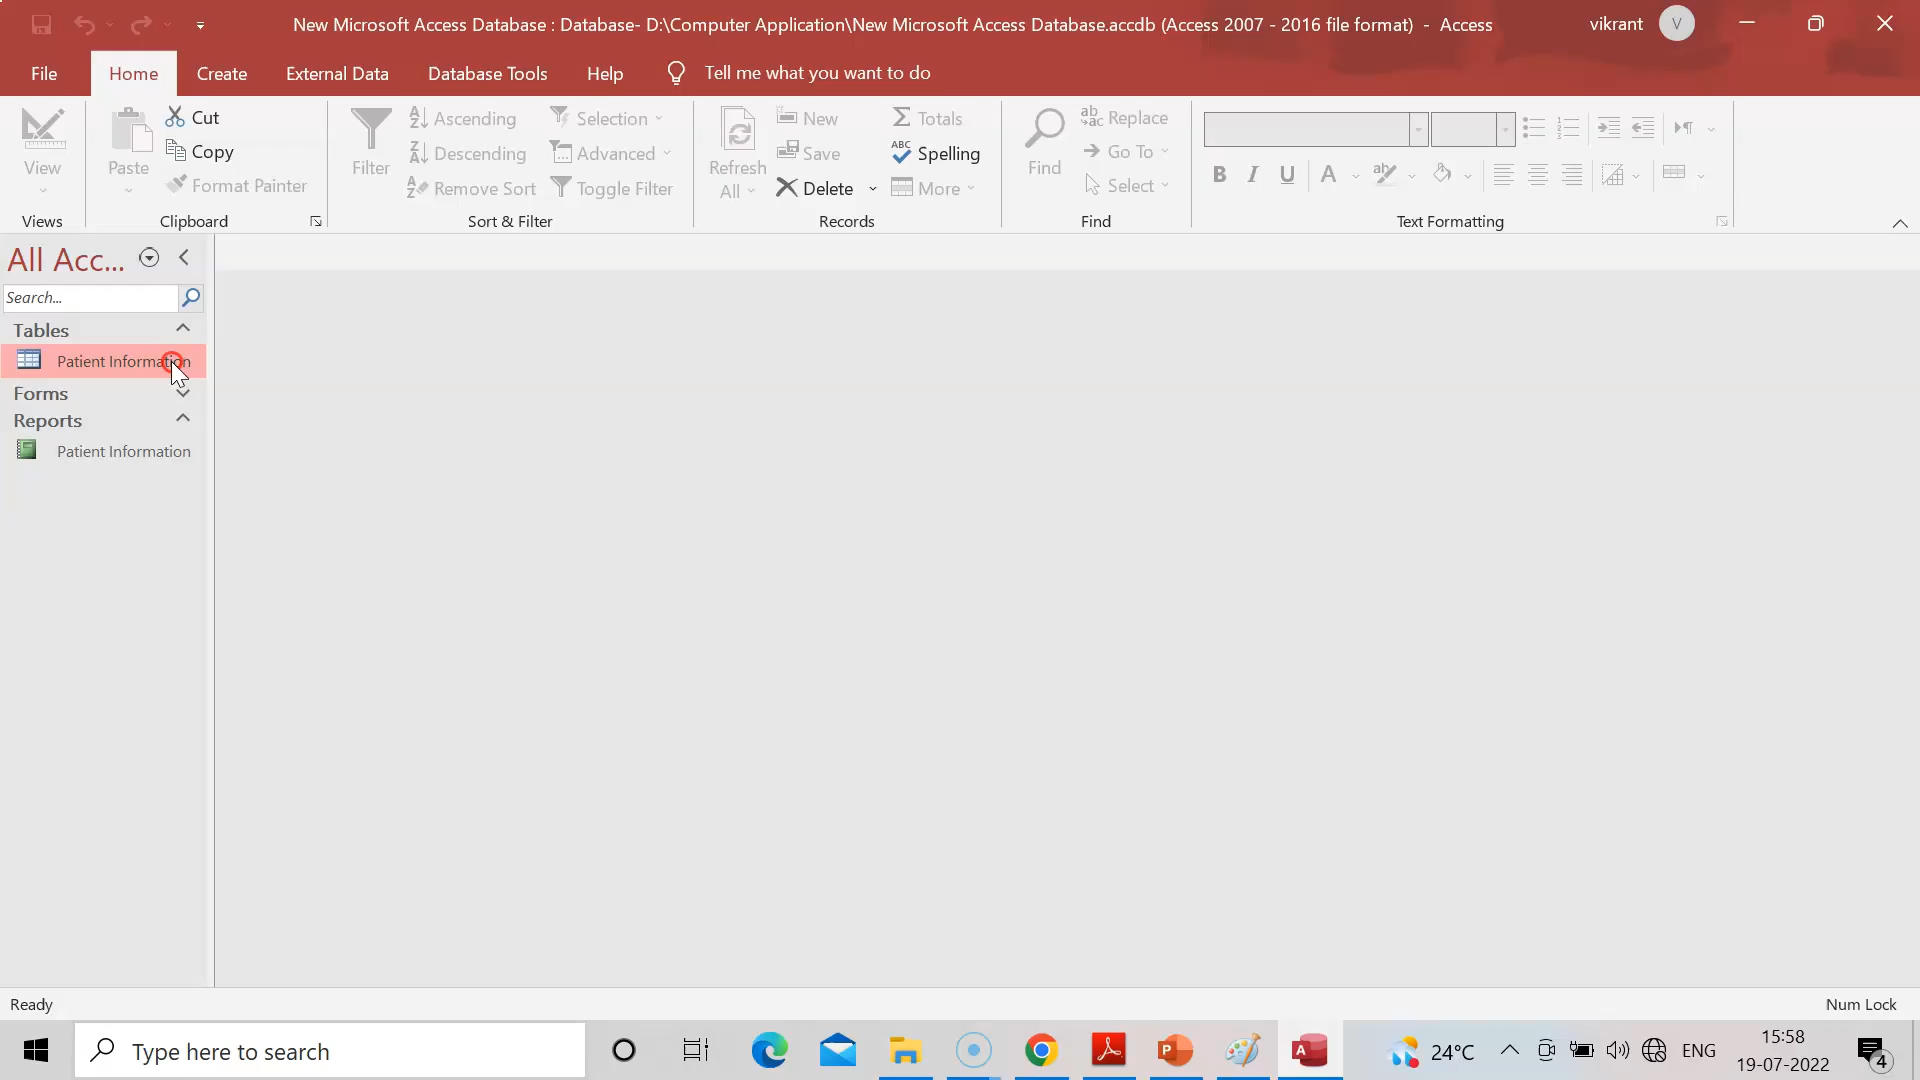 New Microsoft Access Database : Database- D:\Computer Application\New Microsoft Access Database.accdb (Access 2007 - 2016 file format) - Access
vikrant
V
File
Home
Create
External Data
Database Tools
Help
Tell me what you want to do
View
Views
Paste
Cut
Copy
Format Painter
Clipboard
Filter
Ascending
Descending
Remove Sort
Selection
Advanced
Toggle Filter
Sort & Filter
Refresh
All
New
Save
Delete
Totals
Spelling
More
Records
Find
Replace
Go To
Select
Find
B I U A
Text Formatting
All Acc...
Search...
Tables
Patient Information
Forms
Reports
Patient Information
Ready
Num Lock
Type here to search
24°C
ENG
15:58
19-07-2022
4